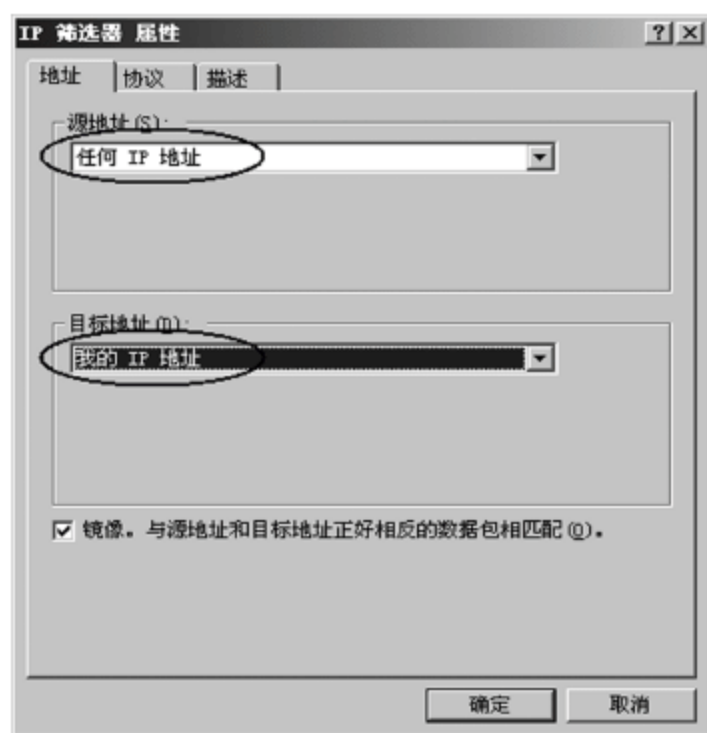 IP 筛选器 属性
地址 协议 描述
源地址(S):
任何 IP 地址
目标地址(D):
我的 IP 地址
镜像。与源地址和目标地址正好相反的数据包相匹配(O)。
确定 取消